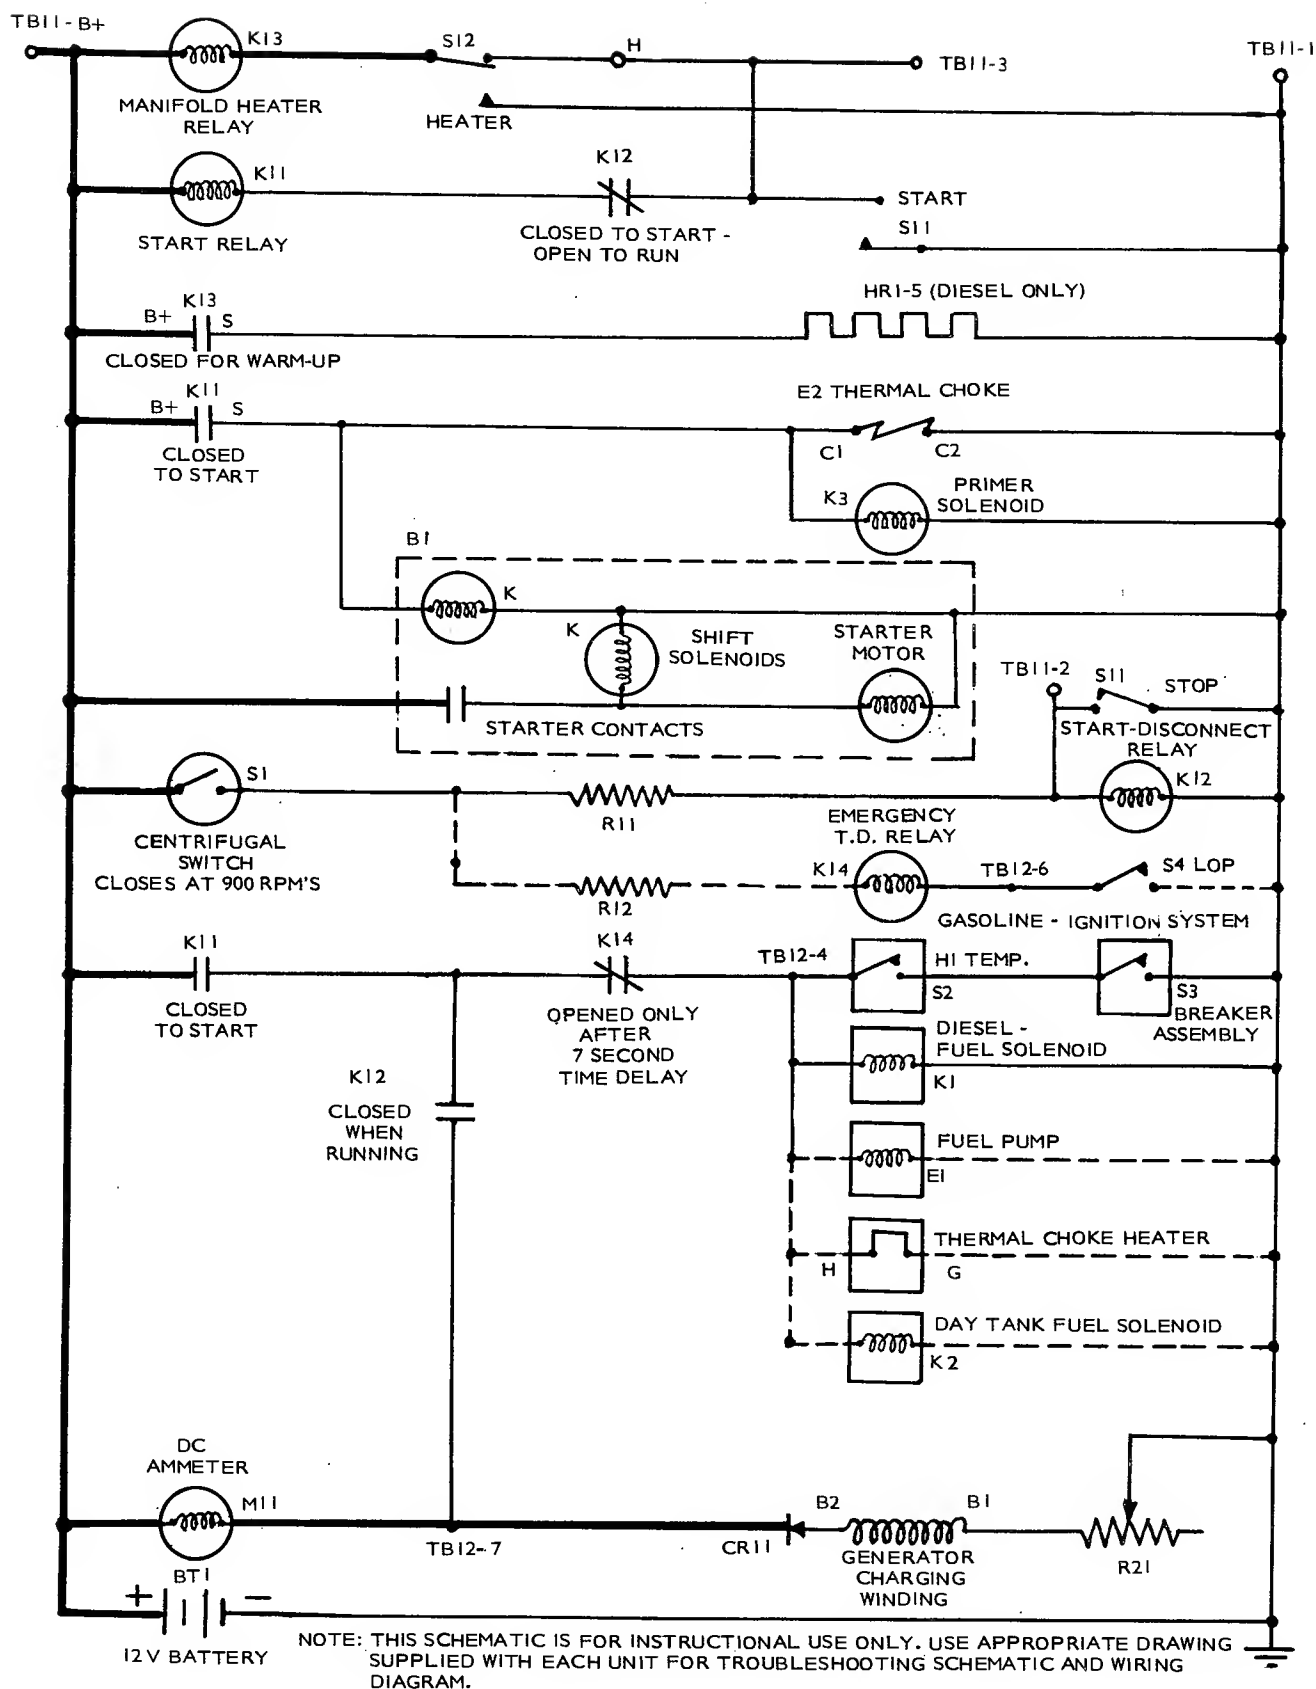 TB11-B+
K13
S12
H
TB11-3
TB11-1
MANIFOLD HEATER
RELAY
HEATER
K11
K12
START
START RELAY
CLOSED TO START -
OPEN TO RUN
S11
HR1-5 (DIESEL ONLY)
K13
B+
S
CLOSED FOR WARM-UP
K11
B+
S
CLOSED
TO START
E2 THERMAL CHOKE
C1
C2
K3
PRIMER
SOLENOID
B1
K
K
SHIFT
SOLENOIDS
STARTER
MOTOR
STARTER CONTACTS
TB11-2
S11
STOP
START-DISCONNECT
RELAY
K12
S1
CENTRIFUGAL
SWITCH
CLOSES AT 900 RPM'S
R11
EMERGENCY
T.D. RELAY
K14
TB12-6
S4 LOP
R12
GASOLINE - IGNITION SYSTEM
K11
CLOSED
TO START
K14
OPENED ONLY
AFTER
7 SECOND
TIME DELAY
TB12-4
HI TEMP.
S2
S3
BREAKER
ASSEMBLY
DIESEL -
FUEL SOLENOID
K1
K12
CLOSED
WHEN
RUNNING
FUEL PUMP
E1
THERMAL CHOKE HEATER
H
G
DAY TANK FUEL SOLENOID
K2
DC
AMMETER
M11
TB12-7
CR11
B2
B1
GENERATOR
CHARGING
WINDING
R21
BT1
+
−
12V BATTERY
NOTE: THIS SCHEMATIC IS FOR INSTRUCTIONAL USE ONLY. USE APPROPRIATE DRAWING
SUPPLIED WITH EACH UNIT FOR TROUBLESHOOTING SCHEMATIC AND WIRING
DIAGRAM.